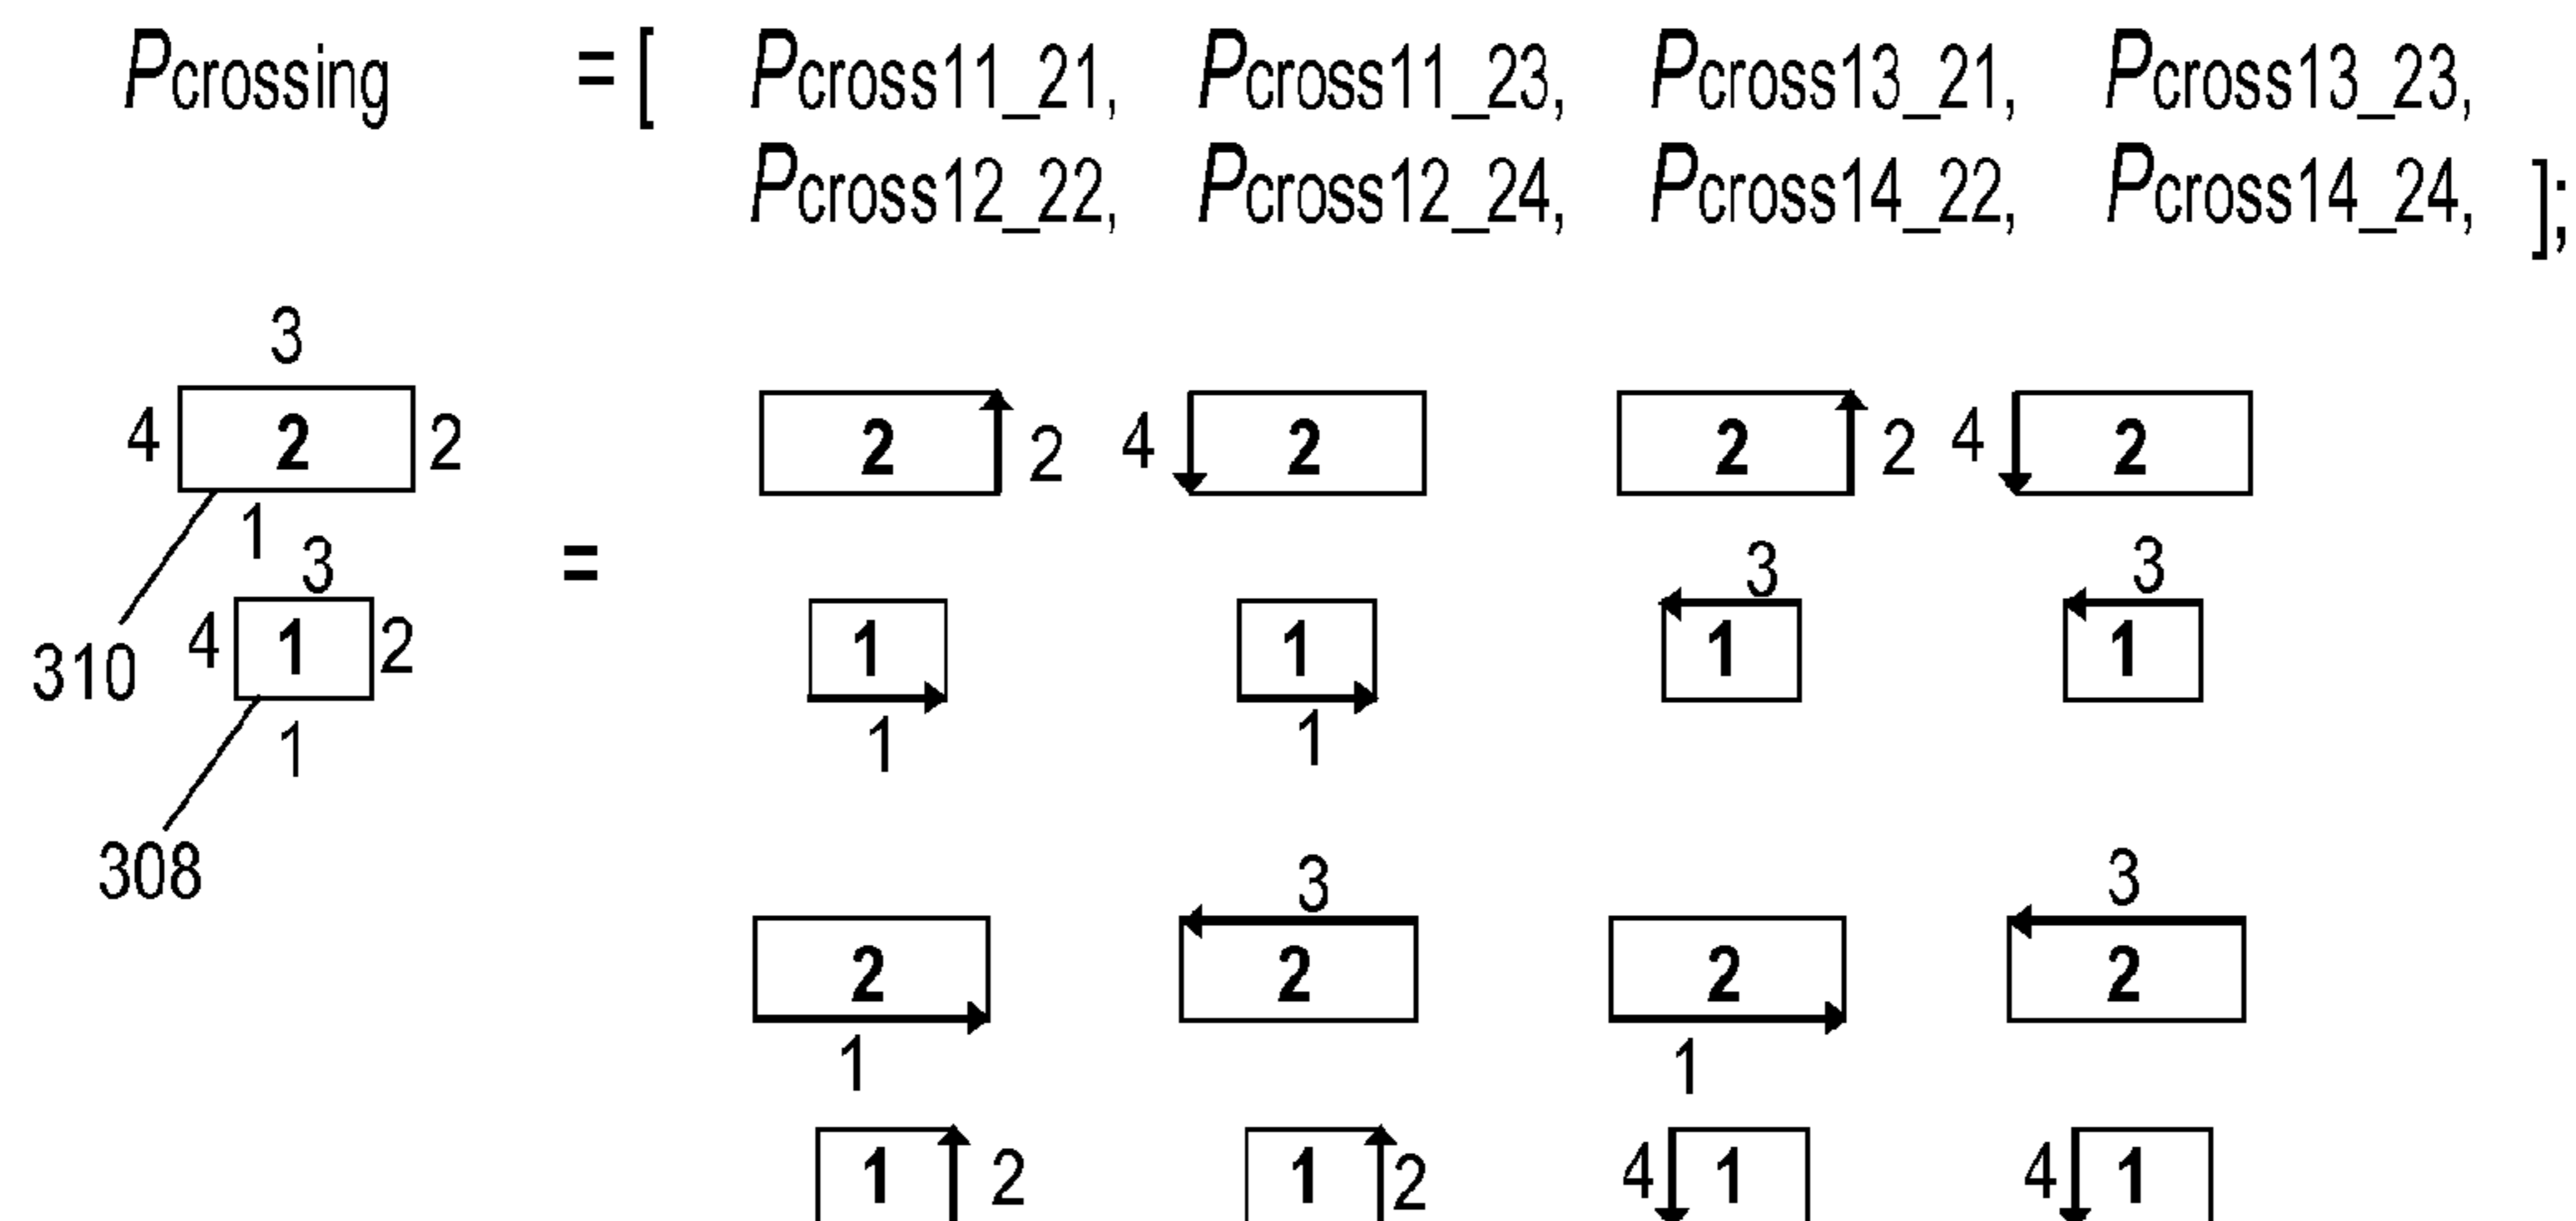 Pcrossing = [ Pcross11_21, Pcross11_23, Pcross13_21, Pcross13_23,
Pcross12_22, Pcross12_24, Pcross14_22, Pcross14_24, ];
3
4 2 2 2 2 4 2 2 2 4 2
1
3 = 3 3
4 1 2 1 1 1 1
310
1 1 1
308 3 3
2 2 2 2
1 1
1 2 1 2 4 1 4 1